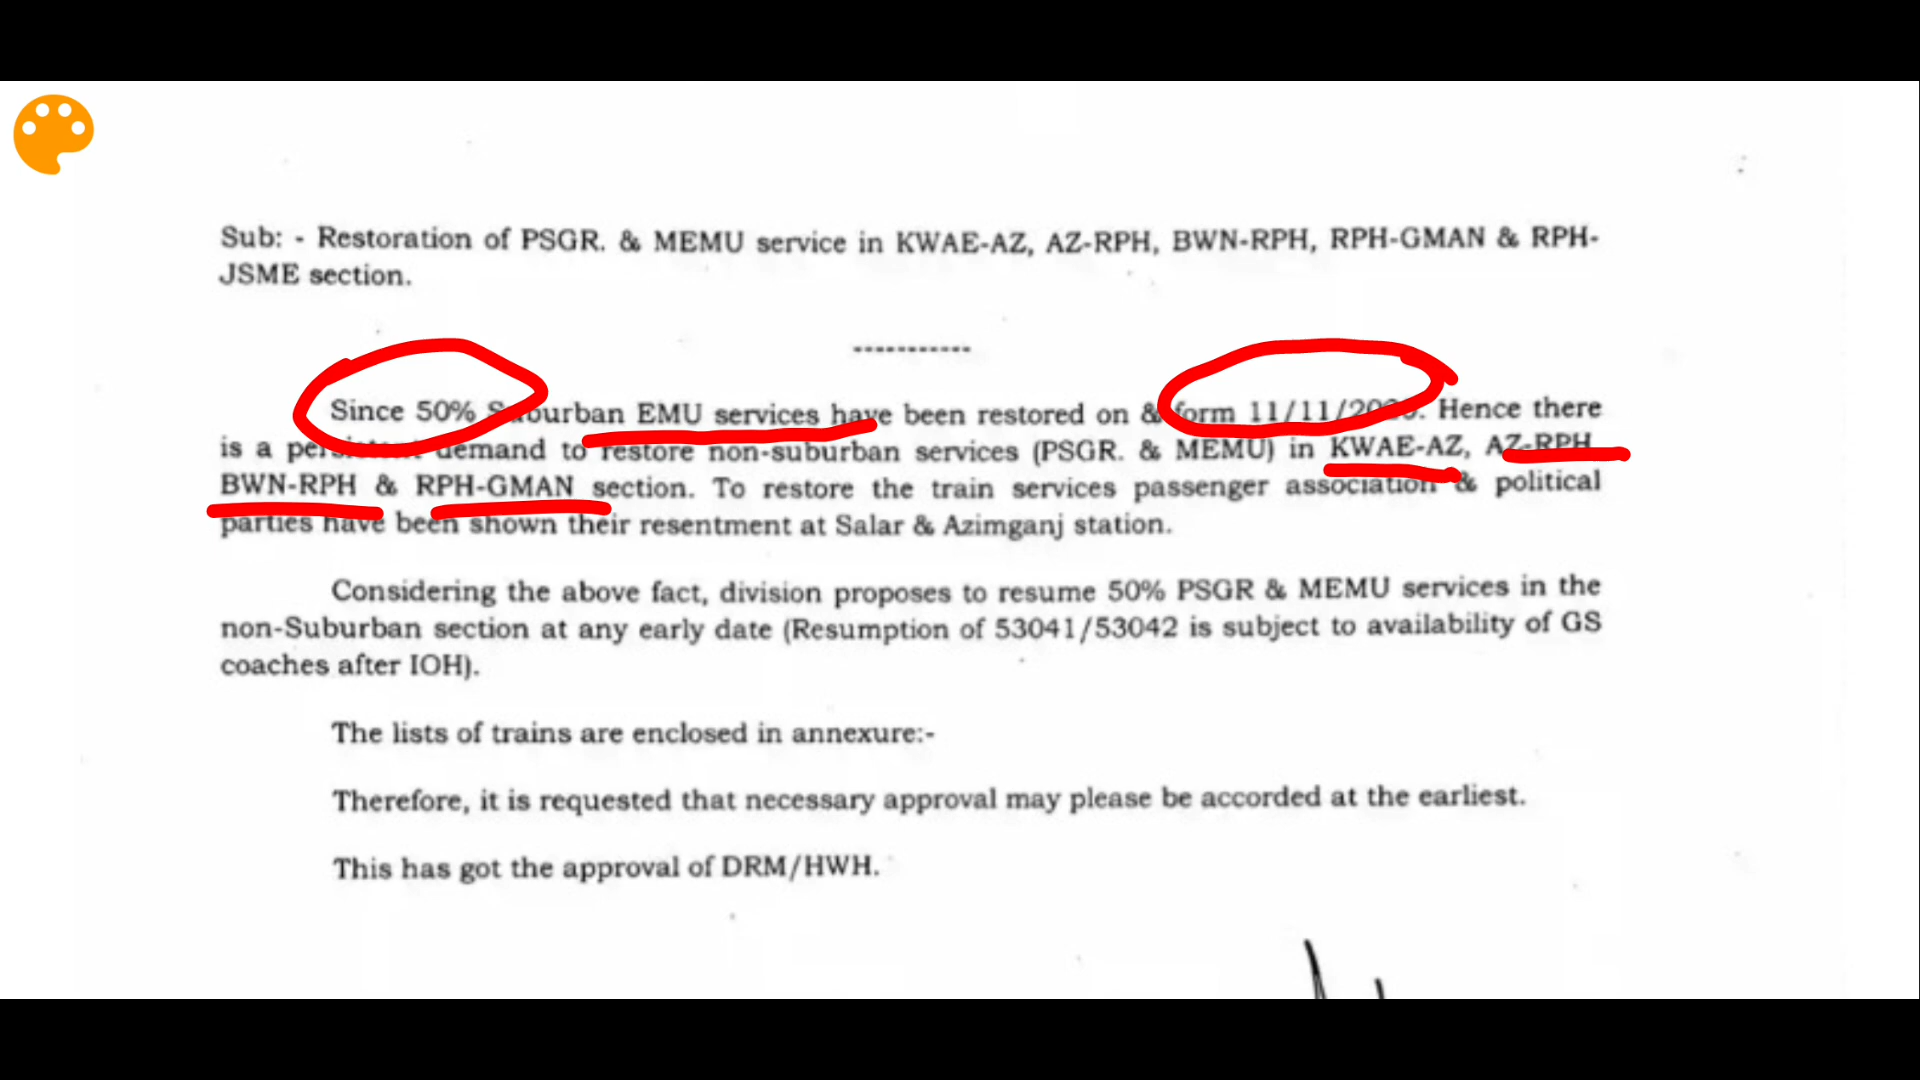 Sub: - Restoration of PSGR. & MEMU service in KWAE-AZ, AZ-RPH, BWN-RPH, RPH-GMAN & RPH-
JSME section.
-----------
Since 50% Suburban EMU services have been restored on & form 11/11/2020. Hence there
is a persistent demand to restore non-suburban services (PSGR. & MEMU) in KWAE-AZ, AZ-RPH
BWN-RPH & RPH-GMAN section. To restore the train services passenger association & political
parties have been shown their resentment at Salar & Azimganj station.
Considering the above fact, division proposes to resume 50% PSGR & MEMU services in the
non-Suburban section at any early date (Resumption of 53041/53042 is subject to availability of GS
coaches after IOH).
The lists of trains are enclosed in annexure:-
Therefore, it is requested that necessary approval may please be accorded at the earliest.
This has got the approval of DRM/HWH.